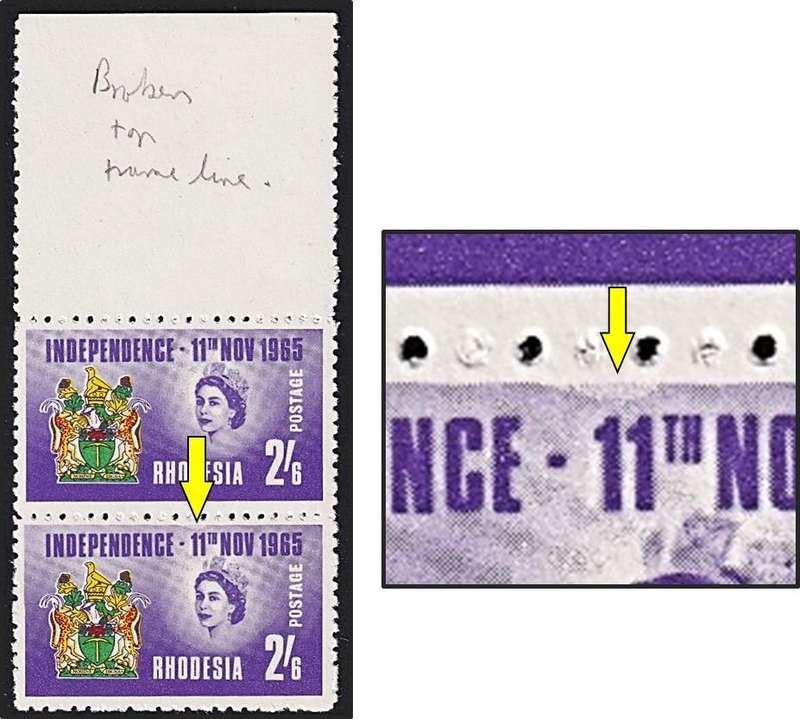 Broken
top
frame line.
INDEPENDENCE · 11TH NOV 1965
POSTAGE
RHODESIA 2/6
INDEPENDENCE · 11TH NOV 1965
POSTAGE
RHODESIA 2/6
NCE · 11TH NO